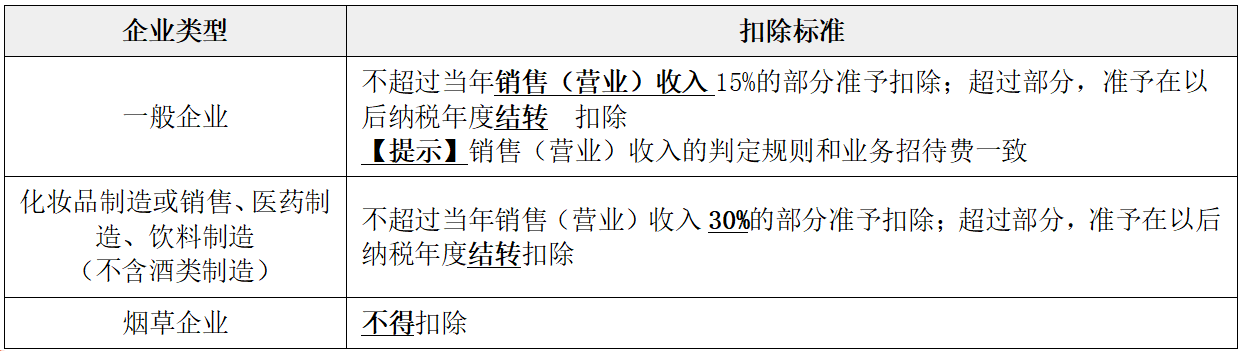 企业类型
扣除标准
一般企业
不超过当年销售（营业）收入15%的部分准予扣除；超过部分，准予在以
后纳税年度结转　扣除
【提示】销售（营业）收入的判定规则和业务招待费一致
化妆品制造或销售、医药制
造、饮料制造
（不含酒类制造）
不超过当年销售（营业）收入30%的部分准予扣除；超过部分，准予在以后
纳税年度结转扣除
烟草企业
不得扣除